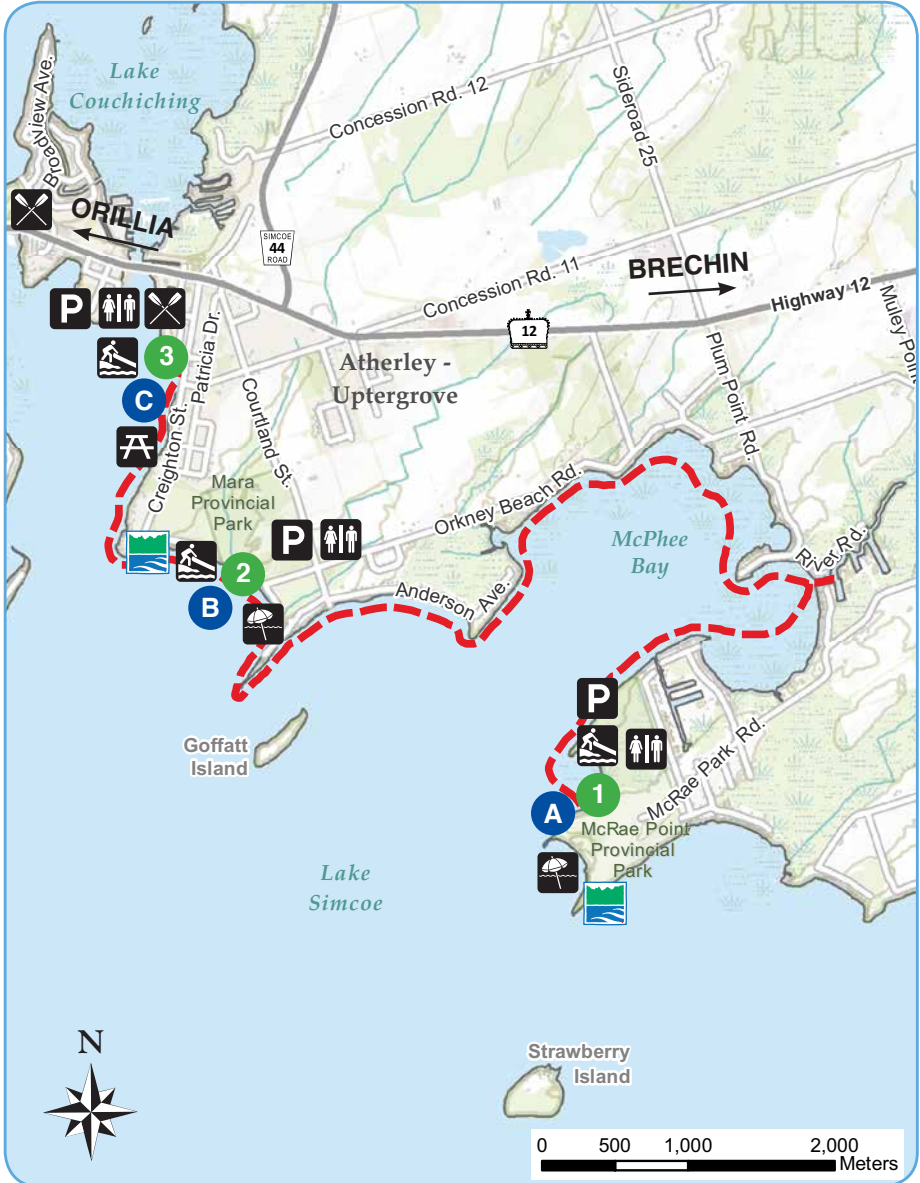 Broadview Ave.
Lake
Couchiching
Concession Rd. 12
Sideroad 25
ORILLIA
SIMCOE
44
ROAD
Concession Rd. 11
BRECHIN
Highway 12
12
P
3
C
Creighton St.
Patricia Dr.
Courtland St.
Atherley -
Uptergrove
Plum Point Rd.
Muley Poin
Mara
Provincial
Park
P
2
B
Orkney Beach Rd.
Anderson Ave.
McPhee
Bay
River Rd.
P
Goffatt
Island
1
A
McRae Park Rd.
McRae Point
Provincial
Park
Lake
Simcoe
N
Strawberry
Island
0 500 1,000 2,000
Meters